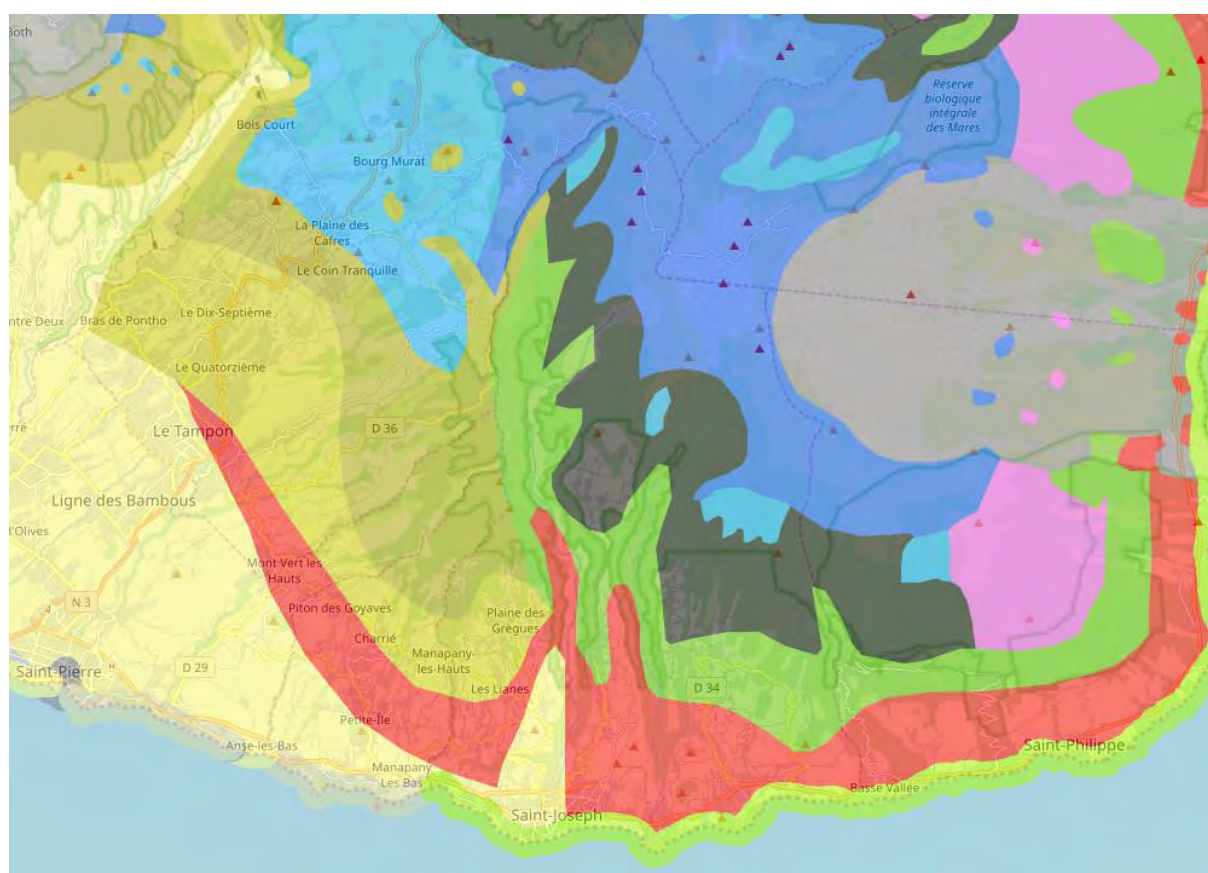 Réserve
biologique
intégrale
des Mares
Bois Court
Bourg Murat
La Plaine des
Cafres
Le Coin Tranquille
Le Dix-Septième
Bras de Pontho
ntre Deux
Le Quatorzième
Le Tampon
D 36
Ligne des Bambous
d'Olives
Mont Vert les
Hauts
N 3
4
Piton des Goyaves
Plaine des
Grègues
Charrié
Manapany-
les-Hauts
D 29
H
Saint-Pierre
Les Lianes
D 34
Petite-Île
Anse-les-Bas
Saint-Philippe
Manapany
Les Bas
Basse Vallée
Saint-Joseph